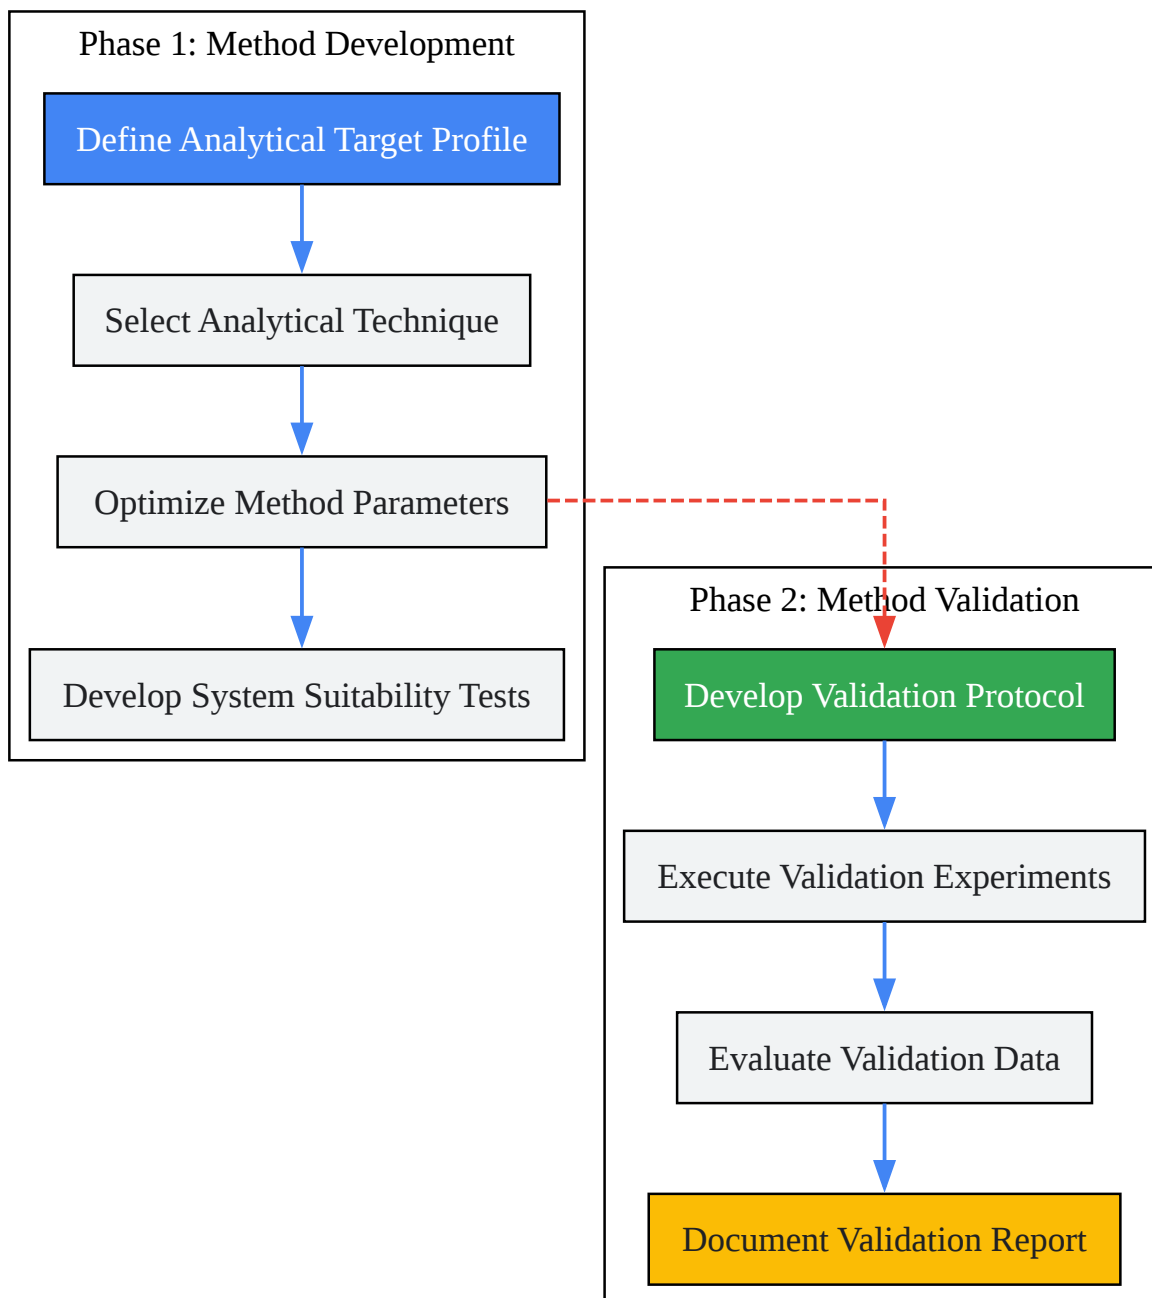 Phase 1: Method Development
Define Analytical Target Profile
Select Analytical Technique
Optimize Method Parameters
Develop System Suitability Tests
Phase 2: Method Validation
Develop Validation Protocol
Execute Validation Experiments
Evaluate Validation Data
Document Validation Report